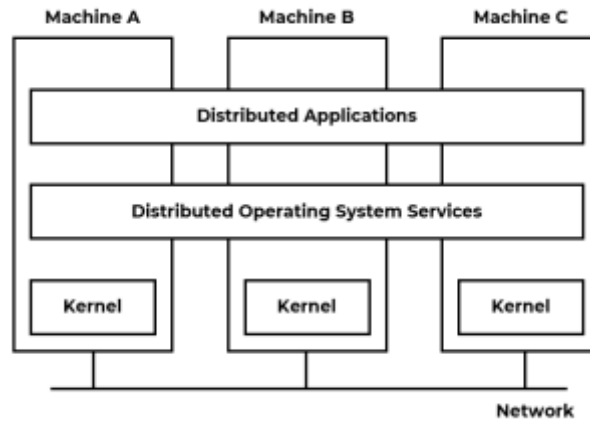 Machine A
Machine B
Machine C
Distributed Applications
Distributed Operating System Services
Kernel
Kernel
Kernel
Network